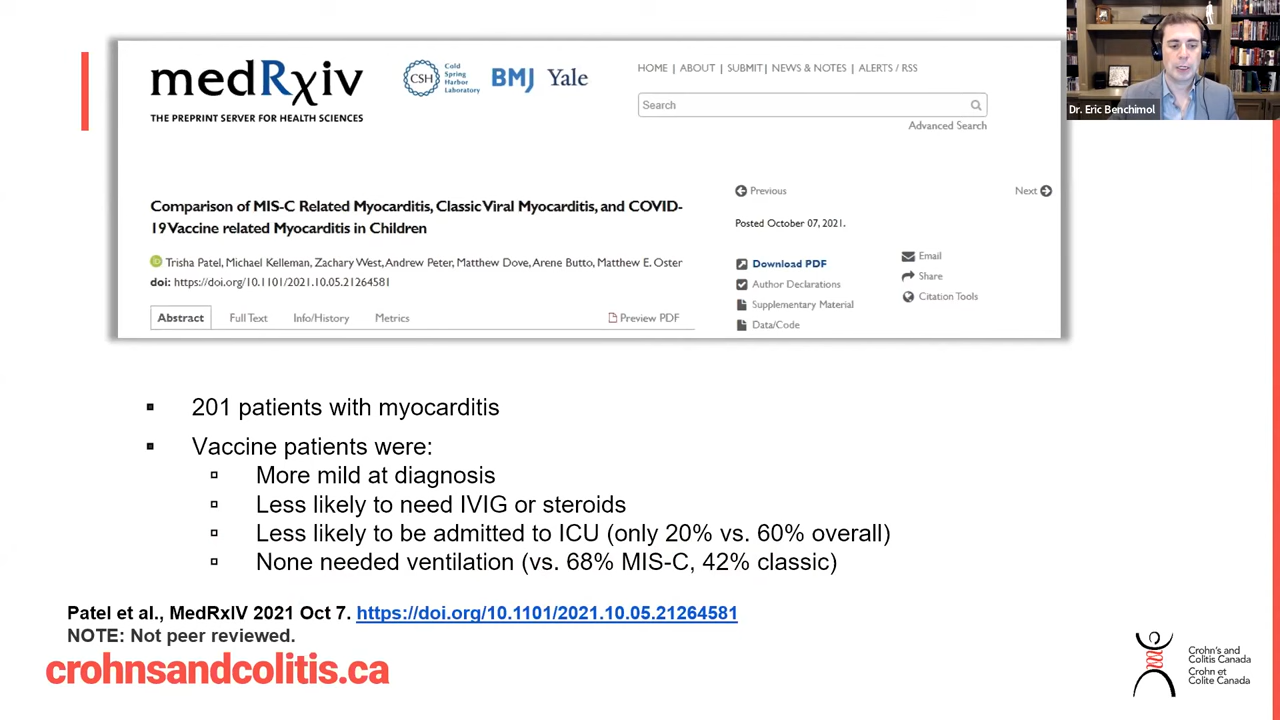 medRxiv
THE PREPRINT SERVER FOR HEALTH SCIENCES
CSH
Cold
Spring
Harbor
Laboratory
BMJ Yale
HOME | ABOUT | SUBMIT | NEWS & NOTES | ALERTS / RSS
Search
Advanced Search
Dr. Eric Benchimol
Previous
Next
Comparison of MIS-C Related Myocarditis, Classic Viral Myocarditis, and COVID-
19 Vaccine related Myocarditis in Children
Posted October 07, 2021.
iD Trisha Patel, Michael Kelleman, Zachary West, Andrew Peter, Matthew Dove, Arene Butto, Matthew E. Oster
doi: https://doi.org/10.1101/2021.10.05.21264581
Abstract Full Text Info/History Metrics Preview PDF
Download PDF
Author Declarations
Supplementary Material
Data/Code
Email
Share
Citation Tools
201 patients with myocarditis
Vaccine patients were:
More mild at diagnosis
Less likely to need IVIG or steroids
Less likely to be admitted to ICU (only 20% vs. 60% overall)
None needed ventilation (vs. 68% MIS-C, 42% classic)
Patel et al., MedRxIV 2021 Oct 7. https://doi.org/10.1101/2021.10.05.21264581
NOTE: Not peer reviewed.
crohnsandcolitis.ca
Crohn's and
Colitis Canada
Crohn et
Colite Canada